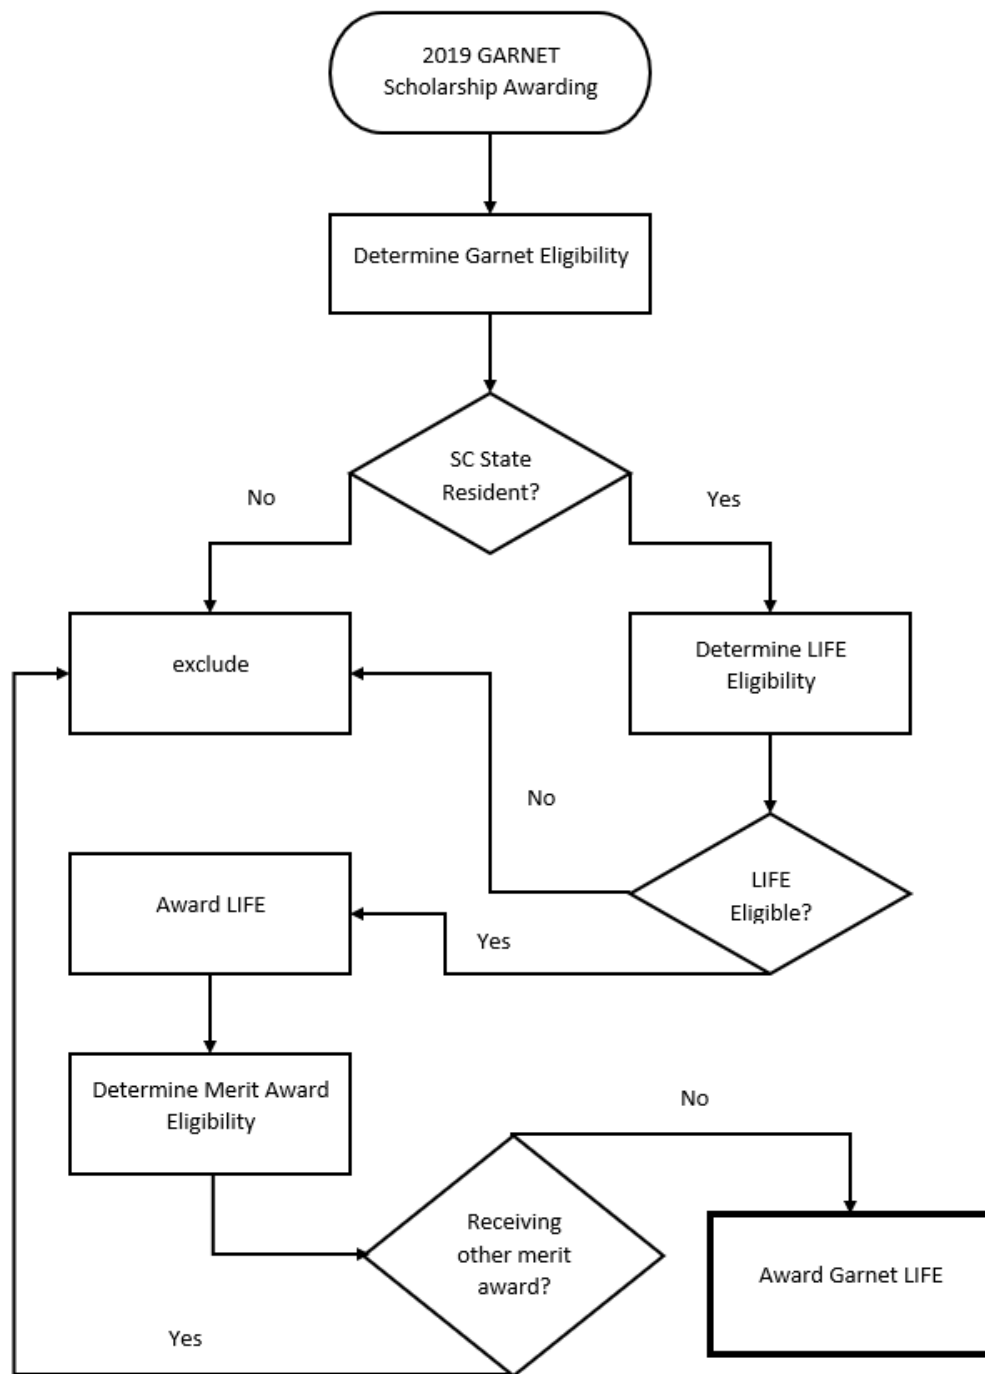 2019 GARNET
Scholarship Awarding
Determine Garnet Eligibility
SC State
Resident?
No
Yes
exclude
Determine LIFE
Eligibility
No
LIFE
Eligible?
Award LIFE
Yes
Determine Merit Award
Eligibility
No
Receiving
other merit
award?
Award Garnet LIFE
Yes